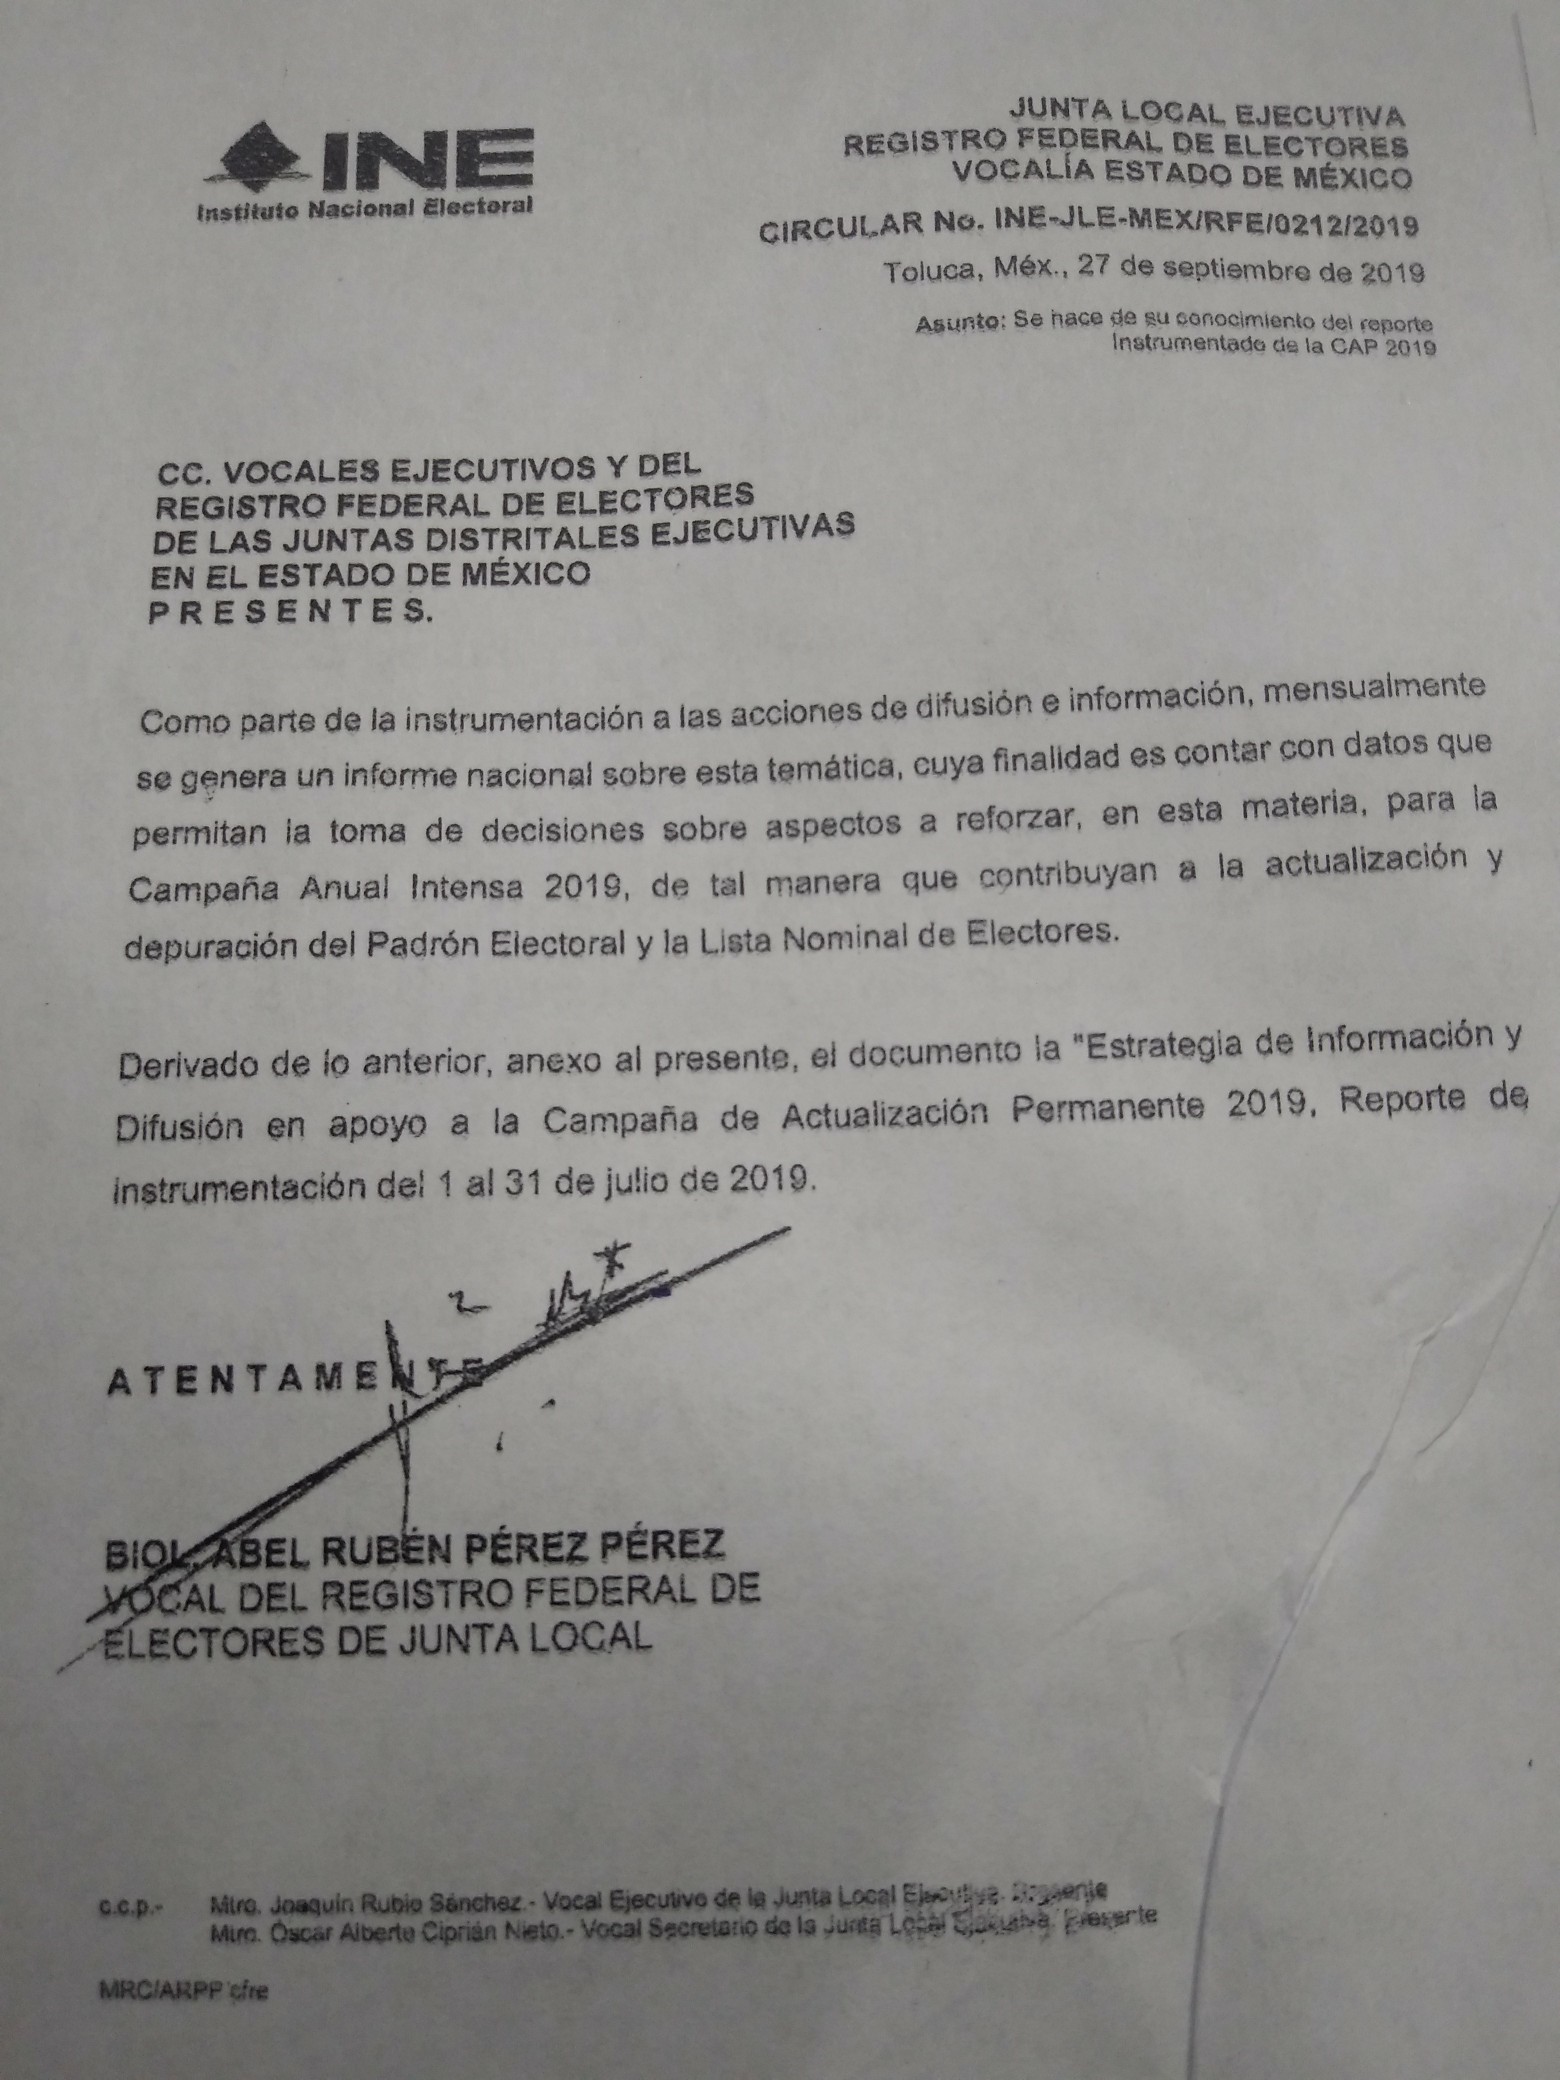 INE
Instituto Nacional Electoral
JUNTA LOCAL EJECUTIVA
REGISTRO FEDERAL DE ELECTORES
VOCALÍA ESTADO DE MÉXICO
CIRCULAR No. INE-JLE-MEX/RFE/0212/2019
Toluca, Méx., 27 de septiembre de 2019
Asunto: Se hace de su conocimiento del reporte
Instrumentado de la CAP 2019
CC. VOCALES EJECUTIVOS Y DEL
REGISTRO FEDERAL DE ELECTORES
DE LAS JUNTAS DISTRITALES EJECUTIVAS
EN EL ESTADO DE MÉXICO
P R E S E N T E S.
Como parte de la instrumentación a las acciones de difusión e información, mensualmente
se genera un informe nacional sobre esta temática, cuya finalidad es contar con datos que
permitan la toma de decisiones sobre aspectos a reforzar, en esta materia, para la
Campaña Anual Intensa 2019, de tal manera que contribuyan a la actualización y
depuración del Padrón Electoral y la Lista Nominal de Electores.
Derivado de lo anterior, anexo al presente, el documento la "Estrategia de Información y
Difusión en apoyo a la Campaña de Actualización Permanente 2019, Reporte de
instrumentación del 1 al 31 de julio de 2019.
A T E N T A M E N T E
BIOL. ABEL RUBÉN PÉREZ PÉREZ
VOCAL DEL REGISTRO FEDERAL DE
ELECTORES DE JUNTA LOCAL
c.c.p.- Mtro. Joaquín Rubio Sánchez.- Vocal Ejecutivo de la Junta Local Ejecutiva. Presente
Mtro. Óscar Alberto Ciprián Nieto.- Vocal Secretario de la Junta Local Ejecutiva. Presente
MRC/ARPP cfre